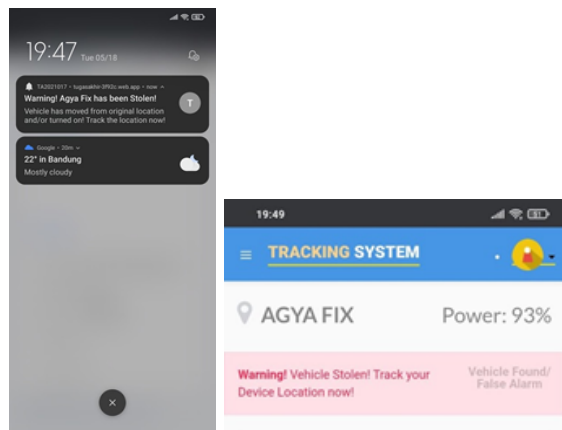 19:47 Tue 05/18
TA2021017 • tugasakhir-3f92c.web.app • now
Warning! Agya Fix has been Stolen!
Vehicle has moved from original location
and/or turned on! Track the location now!
T
Google • 20m
22° in Bandung
Mostly cloudy
19:49
TRACKING SYSTEM
AGYA FIX
Power: 93%
Warning! Vehicle Stolen! Track your
Device Location now!
Vehicle Found/
False Alarm